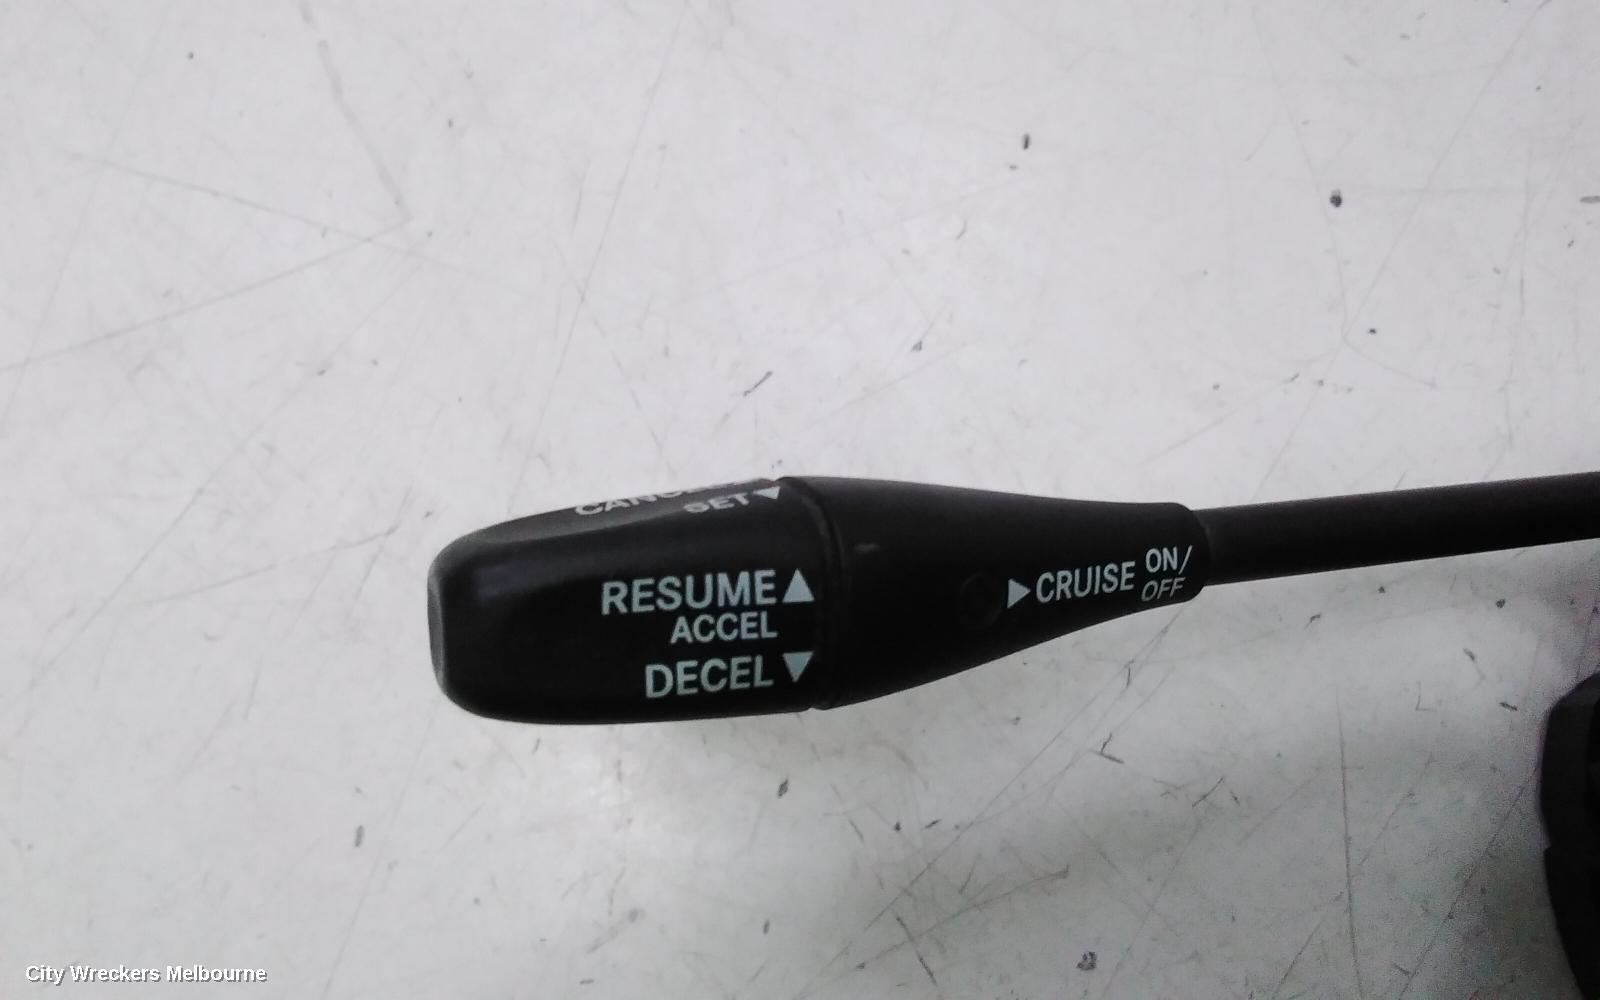 SET▼
RESUME▲
ACCEL
DECEL▼
▶CRUISE ON/
OFF
City Wreckers Melbourne